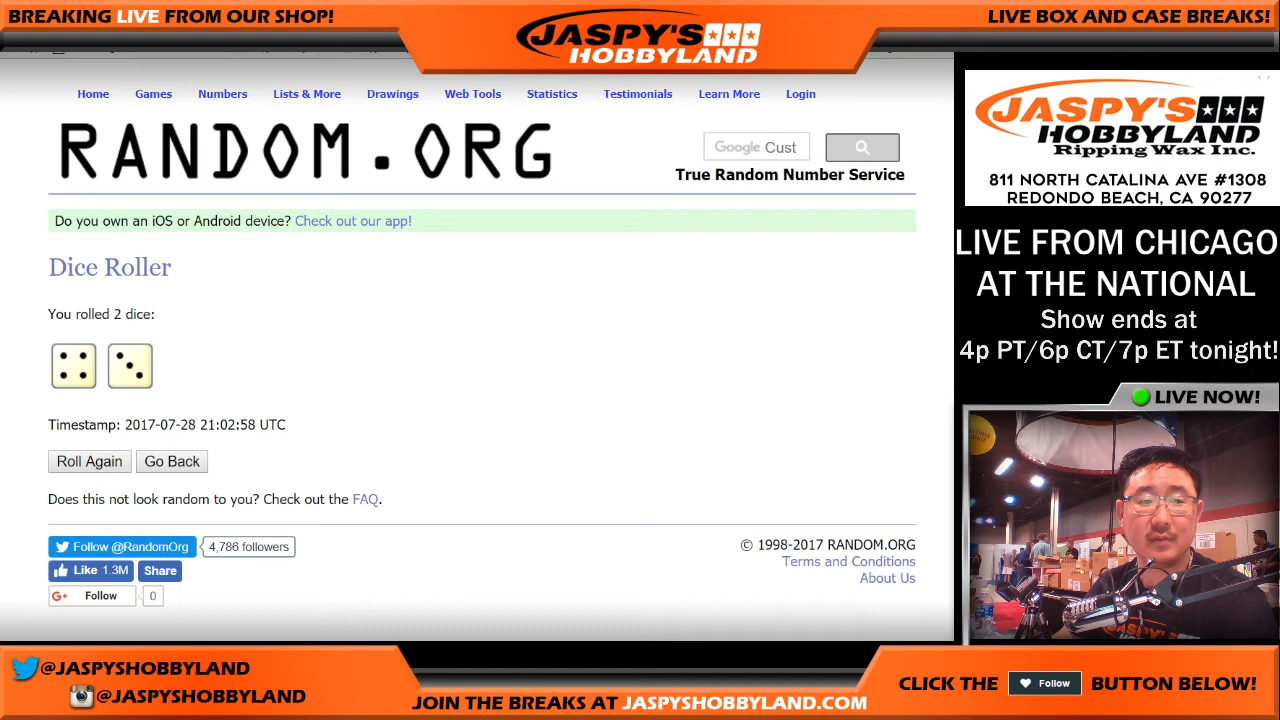 BREAKING LIVE FROM OUR SHOP!
JASPY'S
HOBBYLAND
LIVE BOX AND CASE BREAKS!
Home Games Numbers Lists & More Drawings Web Tools Statistics Testimonials Learn More Login
RANDOM.ORG
Google Cust
True Random Number Service
Do you own an iOS or Android device? Check out our app!
Dice Roller
You rolled 2 dice:
Timestamp: 2017-07-28 21:02:58 UTC
Roll Again Go Back
Does this not look random to you? Check out the FAQ.
Follow @RandomOrg 4,786 followers
Like 1.3M Share
G+ Follow 0
© 1998-2017 RANDOM.ORG
Terms and Conditions
About Us
JASPY'S
HOBBYLAND
Ripping Wax Inc.
811 NORTH CATALINA AVE #1308
REDONDO BEACH, CA 90277
LIVE FROM CHICAGO
AT THE NATIONAL
Show ends at
4p PT/6p CT/7p ET tonight!
LIVE NOW!
JASPY'S
HOBBYLAND
@JASPYSHOBBYLAND
@JASPYSHOBBYLAND
JOIN THE BREAKS AT JASPYSHOBBYLAND.COM
CLICK THE Follow BUTTON BELOW!